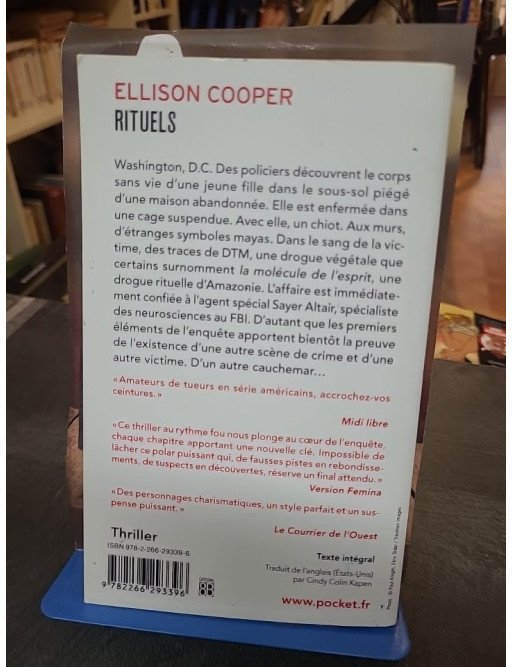 ELLISON COOPER
RITUELS
Washington, D.C. Des policiers découvrent le corps
sans vie d'une jeune fille dans le sous-sol piégé
d'une maison abandonnée. Elle est enfermée dans
une cage suspendue. Avec elle, un chiot. Aux murs,
d'étranges symboles mayas. Dans le sang de la vic-
time, des traces de DTM, une drogue végétale que
certains surnomment la molécule de l'esprit, une
drogue rituelle d'Amazonie. L'affaire est immédiate-
ment confiée à l'agent spécial Sayer Altair, spécialiste
des neurosciences au FBI. D'autant que les premiers
éléments de l'enquête apportent bientôt la preuve
de l'existence d'une autre scène de crime et d'une
autre victime. D'un autre cauchemar...
« Amateurs de tueurs en série américains, accrochez-vos
ceintures. »
Midi libre
« Ce thriller au rythme fou nous plonge au cœur de l'enquête,
chaque chapitre apportant une nouvelle clé. Impossible de
lâcher ce polar puissant qui, de fausses pistes en rebondisse-
ments, de suspects en découvertes, réserve un final attendu. »
Version Femina
« Des personnages charismatiques, un style parfait et un sus-
pense puissant. »
Le Courrier de l'Ouest
Thriller
ISBN 978-2-266-29339-6
9 782266 293396
Texte intégral
Traduit de l'anglais (États-Unis)
par Cindy Colin Kapen
www.pocket.fr